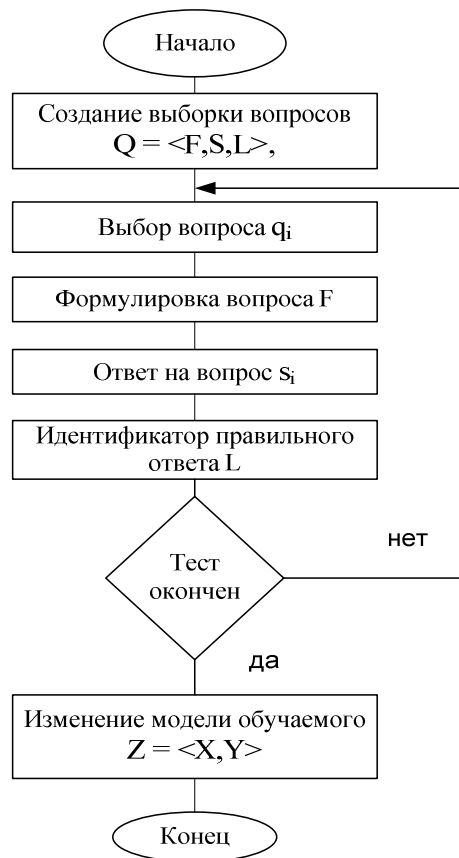 Начало
Создание выборки вопросов
Q = <F,S,L>,
Выбор вопроса qi
Формулировка вопроса F
Ответ на вопрос si
Идентификатор правильного
ответа L
Тест
окончен
нет
да
Изменение модели обучаемого
Z = <X,Y>
Конец